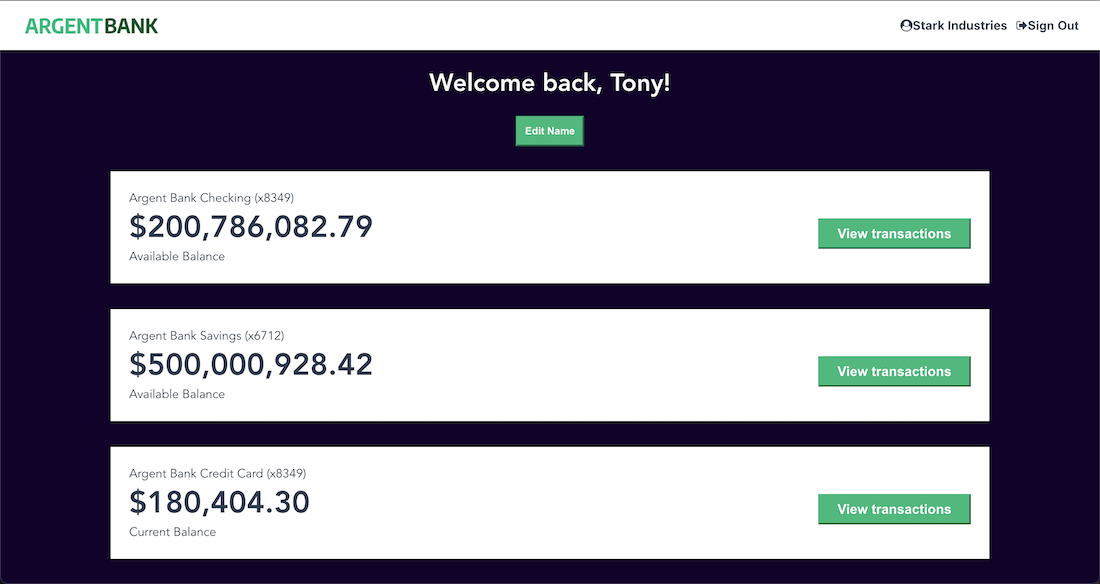 ARGENTBANK
Stark Industries Sign Out
Welcome back, Tony!
Edit Name
Argent Bank Checking (x8349)
$200,786,082.79
Available Balance
View transactions
Argent Bank Savings (x6712)
$500,000,928.42
Available Balance
View transactions
Argent Bank Credit Card (x8349)
$180,404.30
Current Balance
View transactions